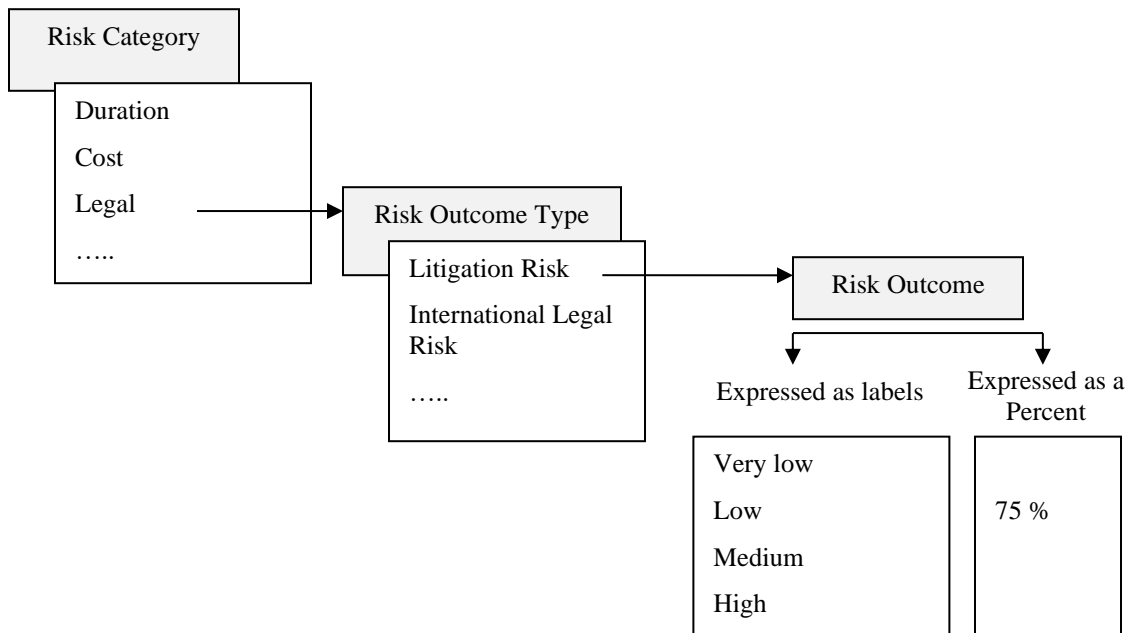 Risk Category
Duration
Cost
Legal
…..
Risk Outcome Type
Litigation Risk
International Legal
Risk
…..
Risk Outcome
Expressed as labels
Expressed as a
Percent
Very low
Low
Medium
High
75 %